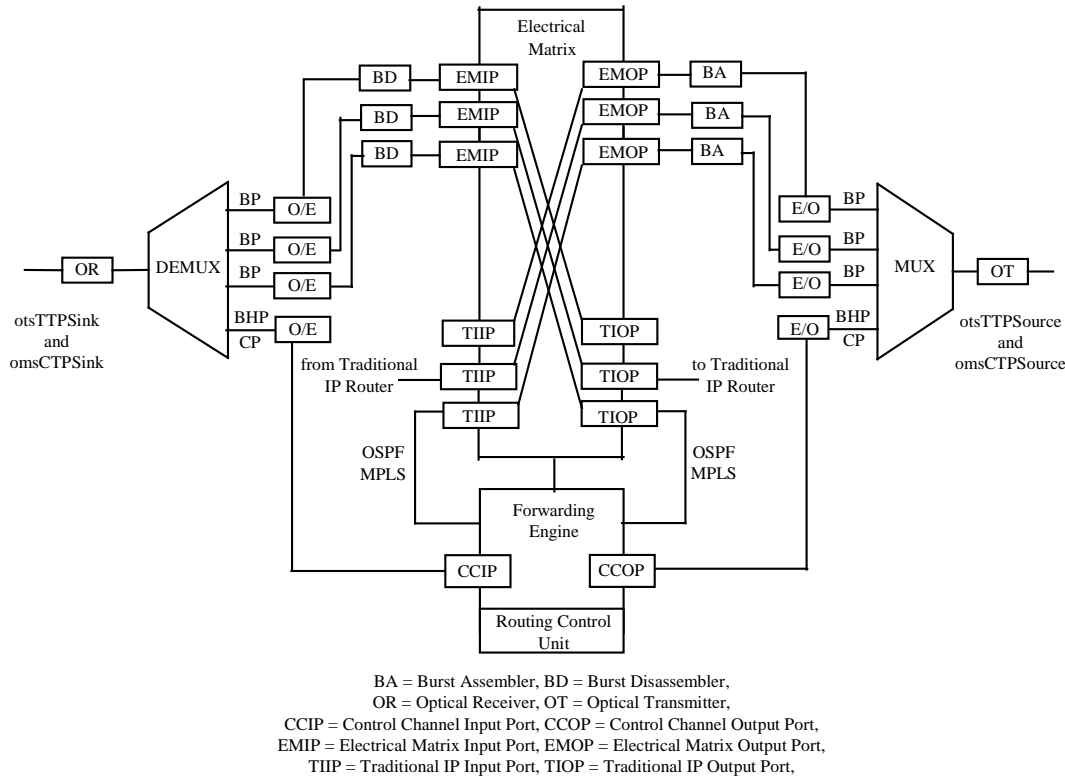 Electrical
Matrix
BD
EMIP
EMOP
BA
BD
EMIP
EMOP
BA
BD
EMIP
EMOP
BA
BP
O/E
E/O
BP
BP
O/E
E/O
BP
OR
DEMUX
BP
O/E
E/O
BP
MUX
OT
otsTTPSink
and
omsCTPSink
BHP
CP
O/E
E/O
BHP
CP
otsTTPSource
and
omsCTPSource
TIIP
TIOP
from Traditional
IP Router
TIIP
TIOP
to Traditional
IP Router
TIIP
TIOP
OSPF
MPLS
OSPF
MPLS
Forwarding
Engine
CCIP
CCOP
Routing Control
Unit
BA = Burst Assembler, BD = Burst Disassembler,
OR = Optical Receiver, OT = Optical Transmitter,
CCIP = Control Channel Input Port, CCOP = Control Channel Output Port,
EMIP = Electrical Matrix Input Port, EMOP = Electrical Matrix Output Port,
TIIP = Traditional IP Input Port, TIOP = Traditional IP Output Port,